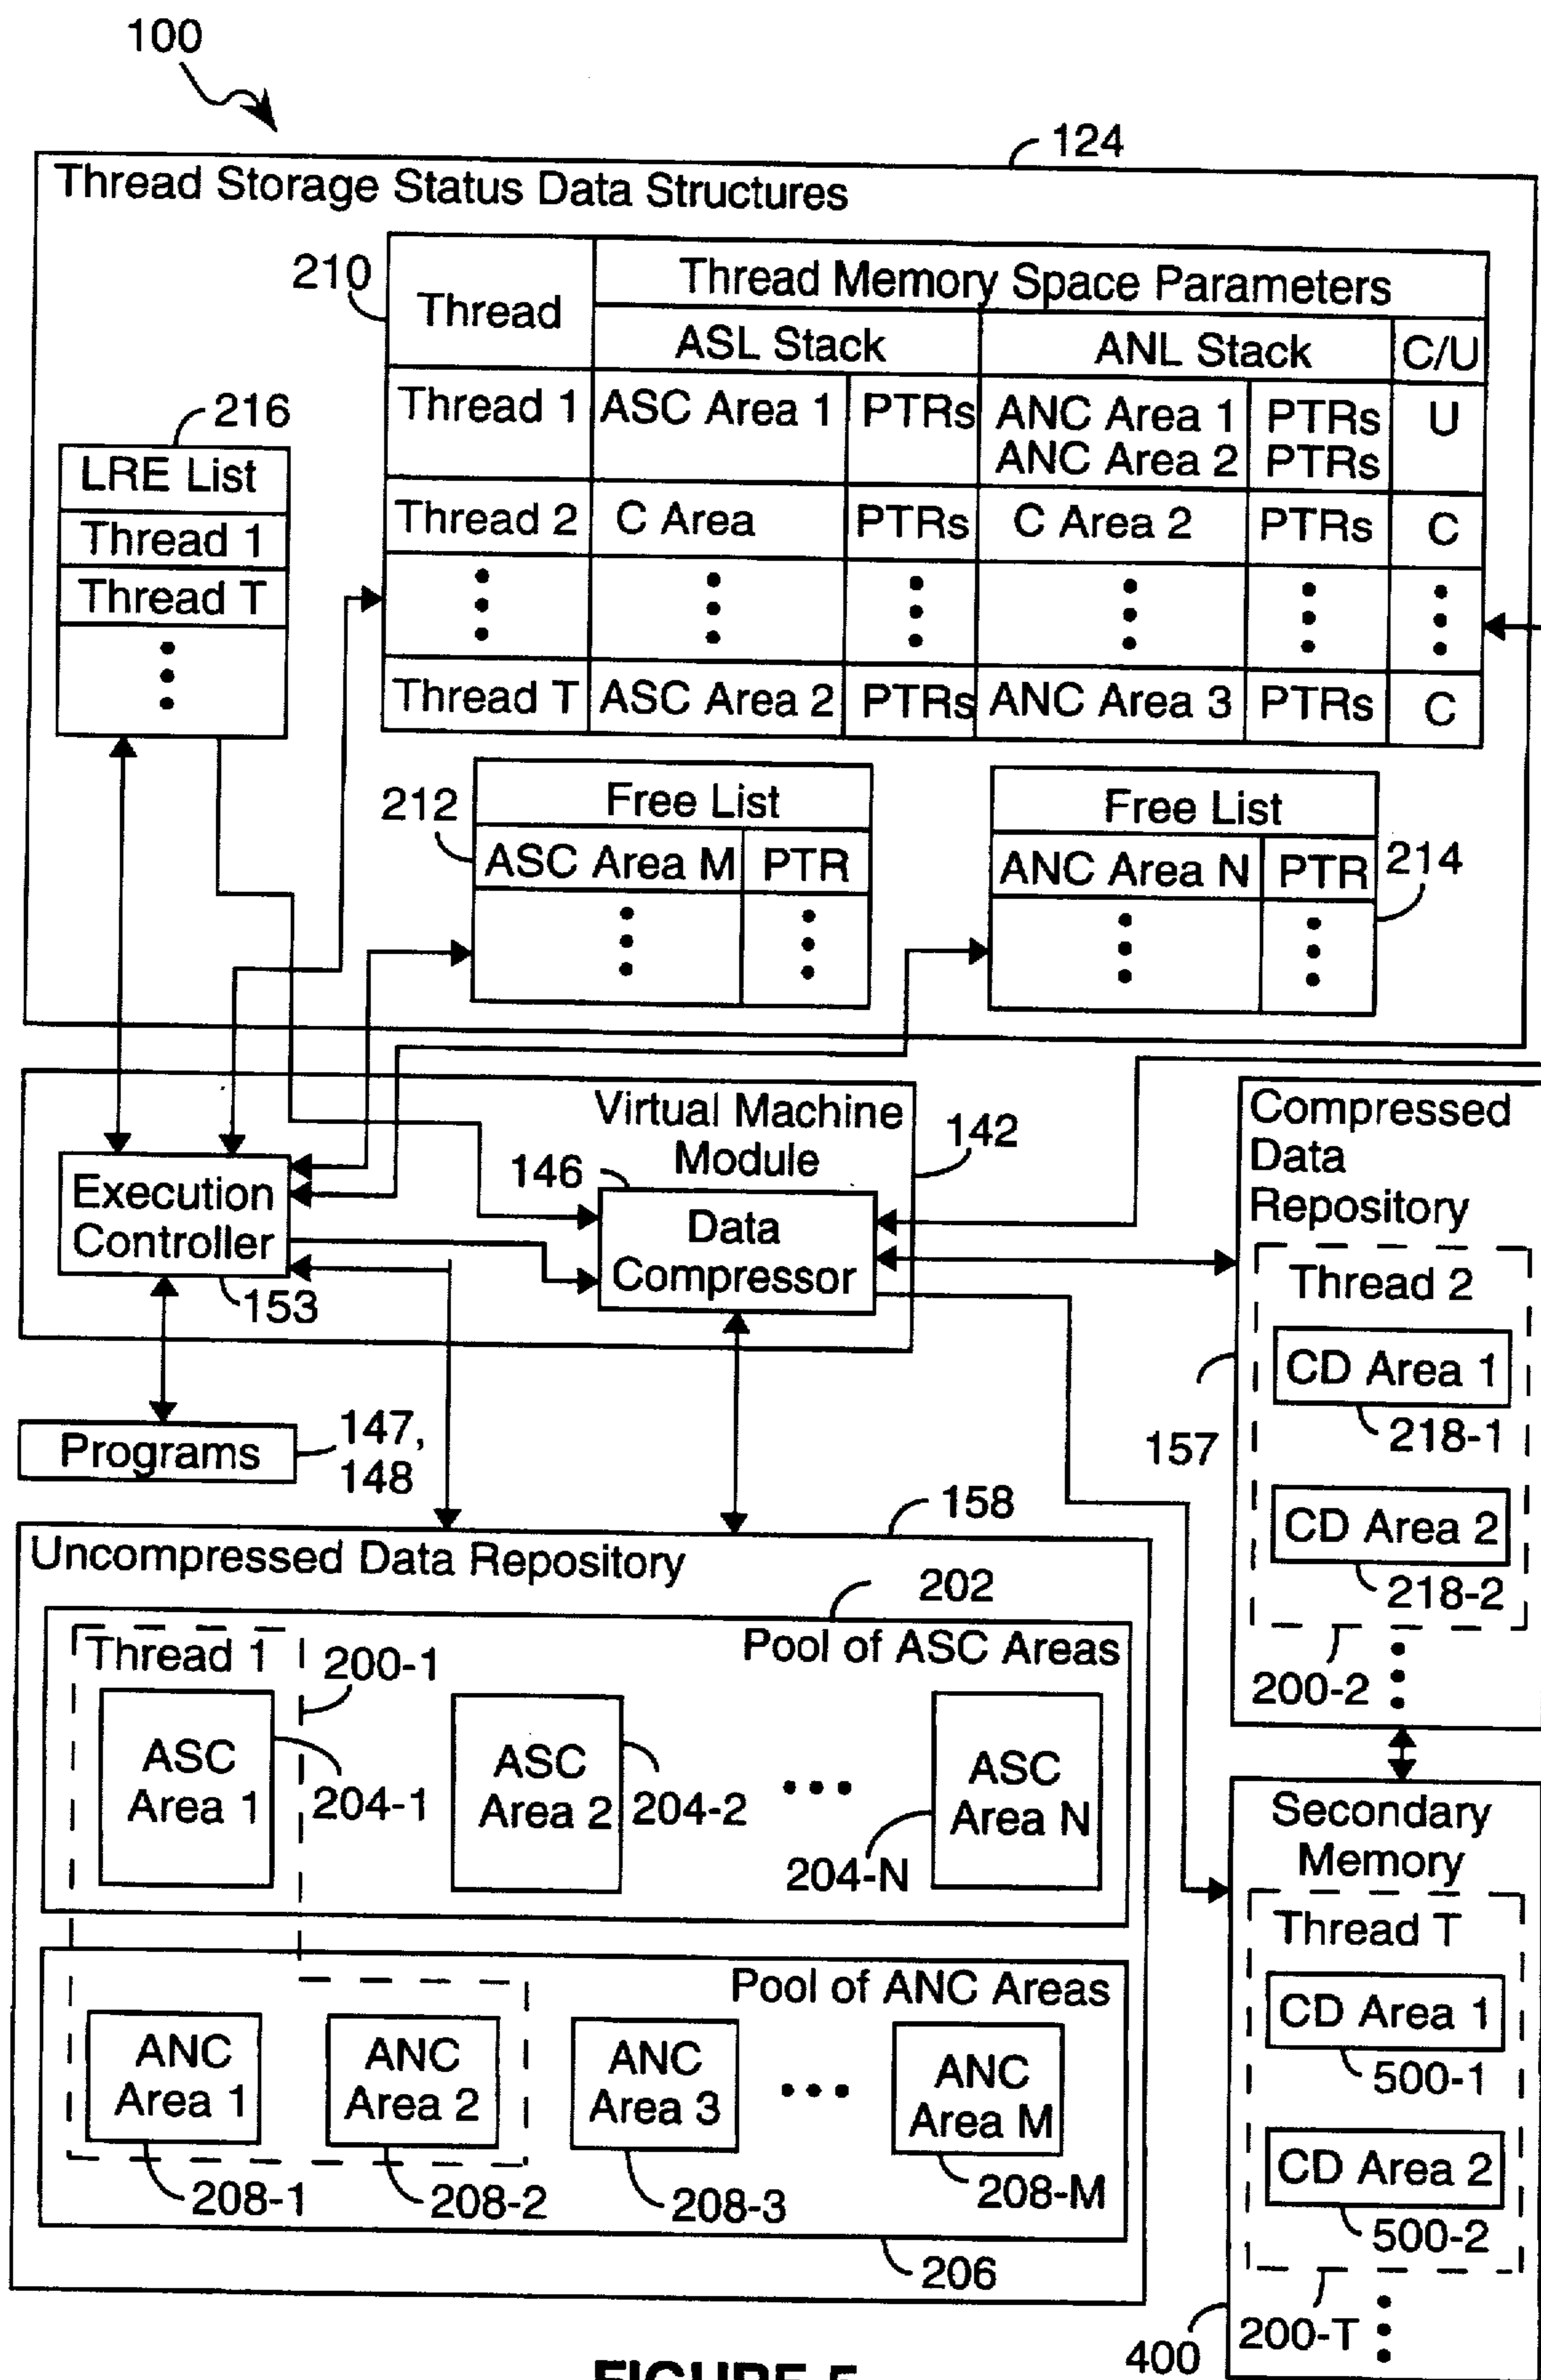 100
124
Thread Storage Status Data Structures
210
Thread
Thread Memory Space Parameters
ASL Stack
ANL Stack
C/U
Thread 1
ASC Area 1
PTRs
ANC Area 1
PTRs
U
ANC Area 2
PTRs
Thread 2
C Area
PTRs
C Area 2
PTRs
C
Thread T
ASC Area 2
PTRs
ANC Area 3
PTRs
C
216
LRE List
Thread 1
Thread T
212
Free List
ASC Area M
PTR
Free List
ANC Area N
PTR
214
Virtual Machine
Module
142
146
Execution
Controller
153
Data
Compressor
Programs
147,
148
Compressed
Data
Repository
Thread 2
CD Area 1
218-1
CD Area 2
218-2
200-2
157
158
Uncompressed Data Repository
202
Pool of ASC Areas
Thread 1
200-1
ASC
Area 1
204-1
ASC
Area 2
204-2
ASC
Area N
204-N
Pool of ANC Areas
ANC
Area 1
208-1
ANC
Area 2
208-2
ANC
Area 3
208-3
ANC
Area M
208-M
206
Secondary
Memory
Thread T
CD Area 1
500-1
CD Area 2
500-2
200-T
400
FIGURE 5